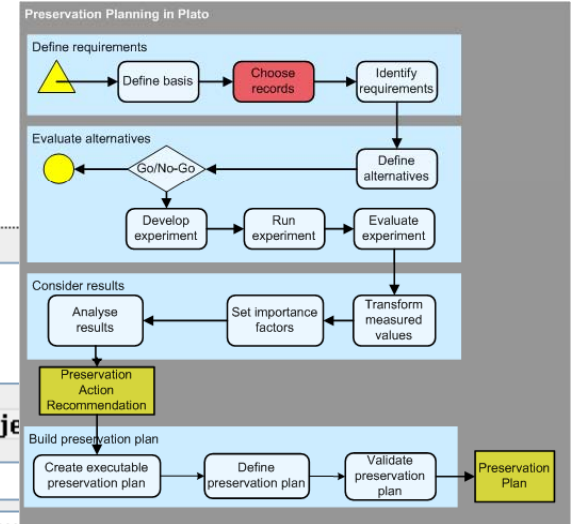 Preservation Planning in Plato
Define requirements
Define basis
Choose
records
Identify
requirements
Evaluate alternatives
Go/No-Go
Define
alternatives
Develop
experiment
Run
experiment
Evaluate
experiment
Consider results
Analyse
results
Set importance
factors
Transform
measured
values
Preservation
Action
Recommendation
je
Build preservation plan
Create executable
preservation plan
Define
preservation plan
Validate
preservation
plan
Preservation
Plan